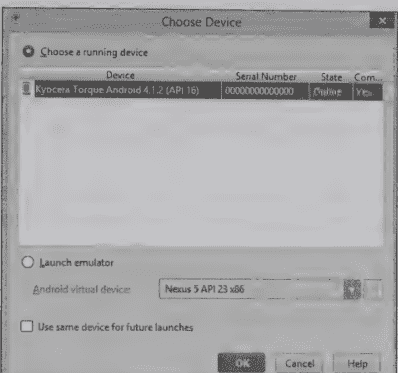 Choose Device
Choose a running device
Device Serial Number State Com...
Kyocera Torque Android 4.1.2 (API 16) 00000000000000 Online Yes
Launch emulator
Android virtual device: Nexus 5 API 23 x86
Use same device for future launches
OK Cancel Help